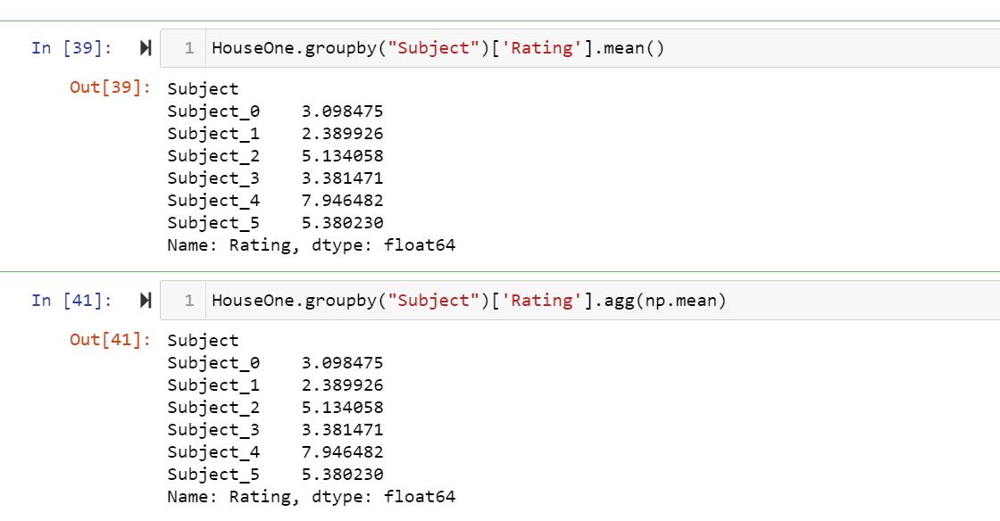 In [39]: 1 HouseOne.groupby("Subject")['Rating'].mean()
Out[39]: Subject
Subject_0    3.098475
Subject_1    2.389926
Subject_2    5.134058
Subject_3    3.381471
Subject_4    7.946482
Subject_5    5.380230
Name: Rating, dtype: float64
In [41]: 1 HouseOne.groupby("Subject")['Rating'].agg(np.mean)
Out[41]: Subject
Subject_0    3.098475
Subject_1    2.389926
Subject_2    5.134058
Subject_3    3.381471
Subject_4    7.946482
Subject_5    5.380230
Name: Rating, dtype: float64